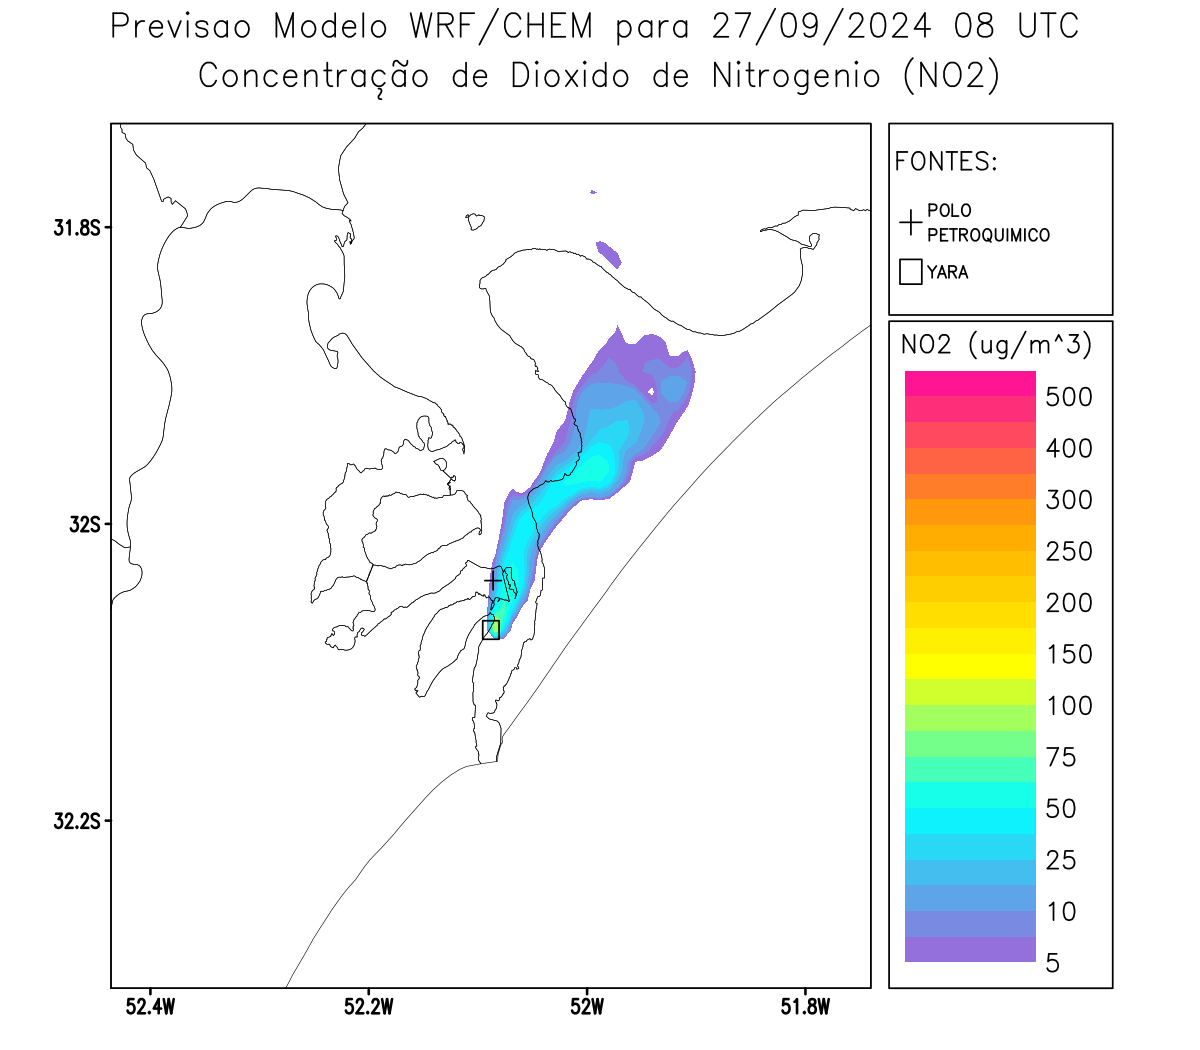 Previsao Modelo WRF/CHEM para 27/09/2024 08 UTC
Concentração de Dioxido de Nitrogenio (NO2)
FONTES:
POLO
PETROQUIMICO
YARA
31.8S
32S
32.2S
52.4W
52.2W
52W
51.8W
NO2 (ug/m^3)
500
400
300
250
200
150
100
75
50
25
10
5